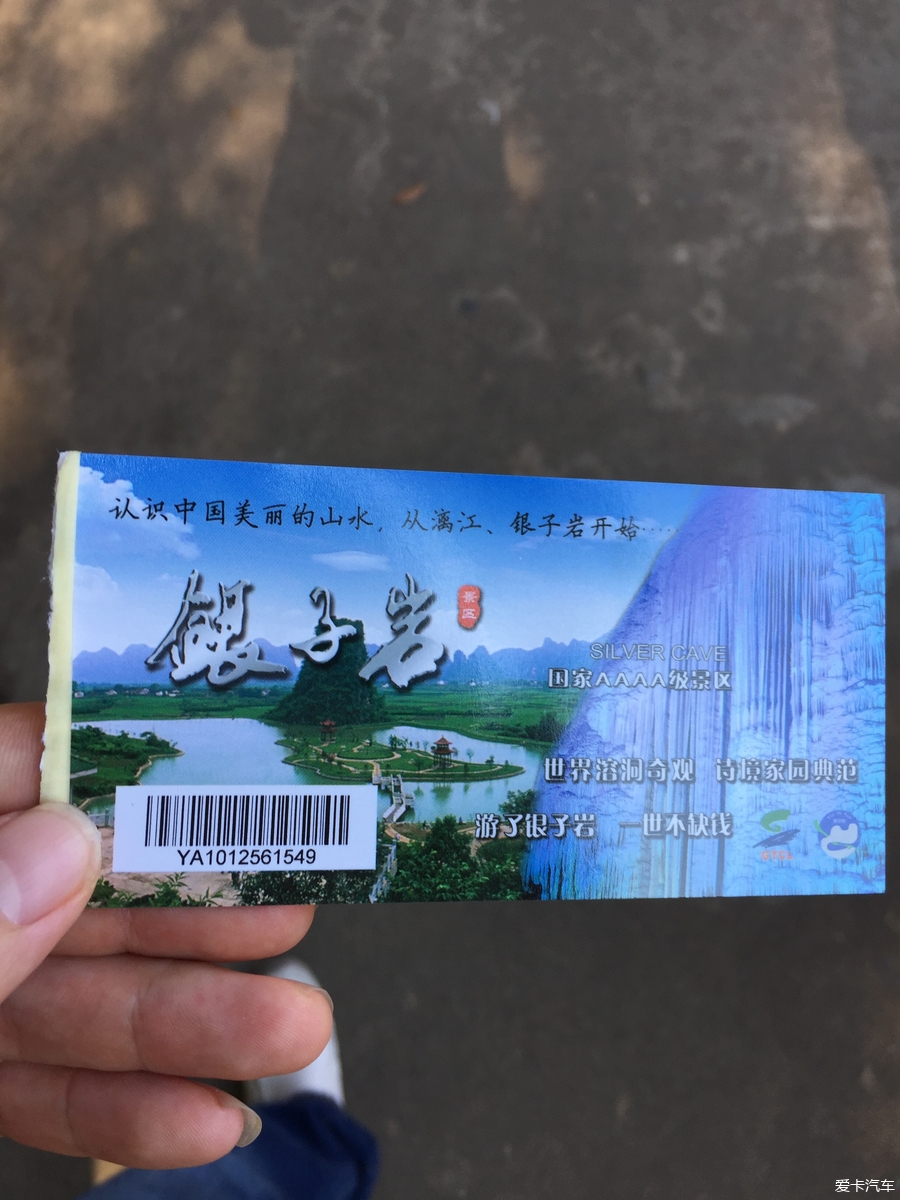 认识中国美丽的山水，从漓江、银子岩开始……
銀子岩
景区
SILVER CAVE
国家AAAA级景区
世界溶洞奇观 诗境家园典范
游了银子岩 一世不缺钱
YA1012561549
爱卡汽车